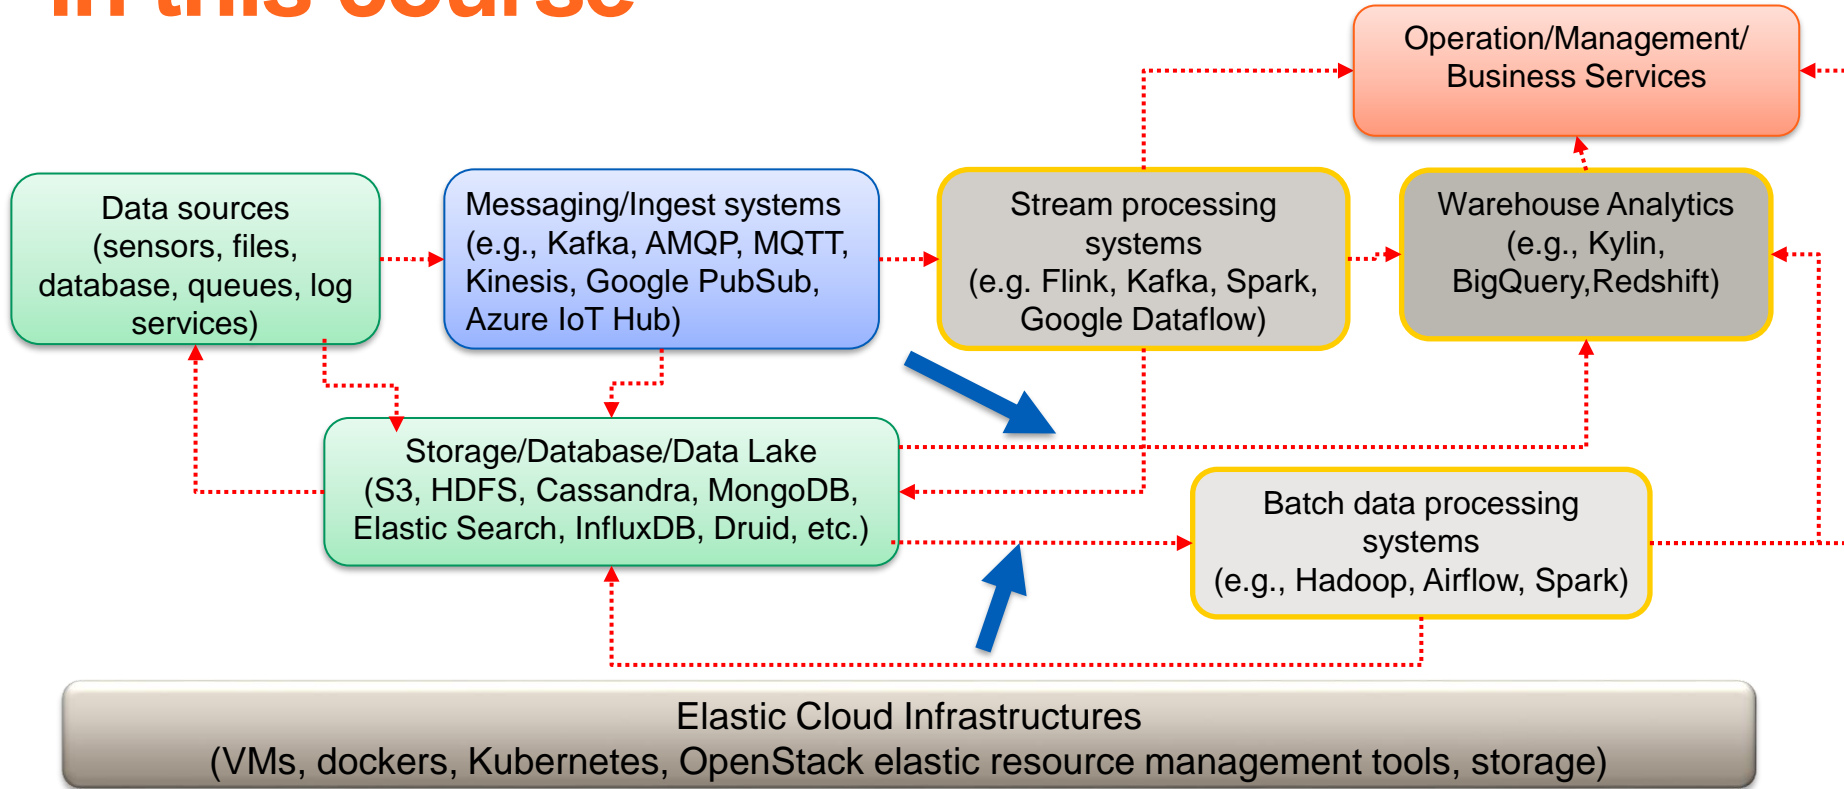 in this course
Operation/Management/
Business Services
Data sources
(sensors, files,
database, queues, log
services)
Messaging/Ingest systems
(e.g., Kafka, AMQP, MQTT,
Kinesis, Google PubSub,
Azure IoT Hub)
Stream processing
systems
(e.g. Flink, Kafka, Spark,
Google Dataflow)
Warehouse Analytics
(e.g., Kylin,
BigQuery,Redshift)
Storage/Database/Data Lake
(S3, HDFS, Cassandra, MongoDB,
Elastic Search, InfluxDB, Druid, etc.)
Batch data processing
systems
(e.g., Hadoop, Airflow, Spark)
Elastic Cloud Infrastructures
(VMs, dockers, Kubernetes, OpenStack elastic resource management tools, storage)